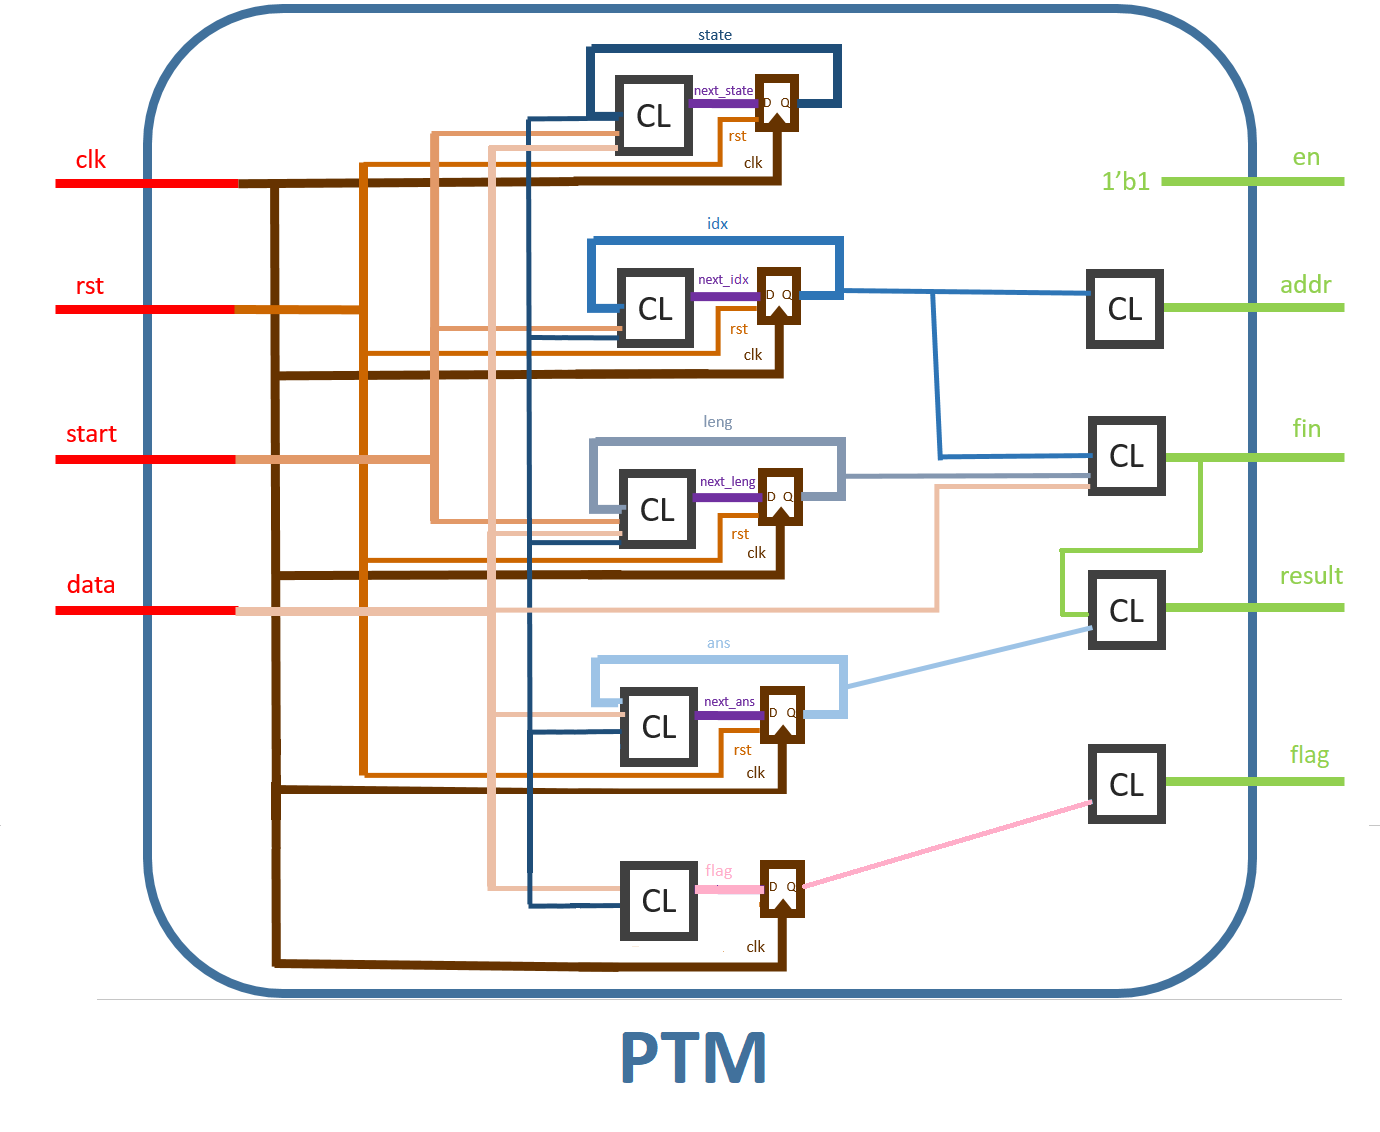 state
CL
next_state
D Q
rst
clk
clk
en
1'b1
idx
CL
next_idx
D Q
rst
clk
rst
CL
addr
leng
CL
next_leng
D Q
rst
clk
start
CL
fin
data
CL
result
ans
CL
next_ans
D Q
rst
clk
CL
flag
CL
flag
D Q
clk
PTM